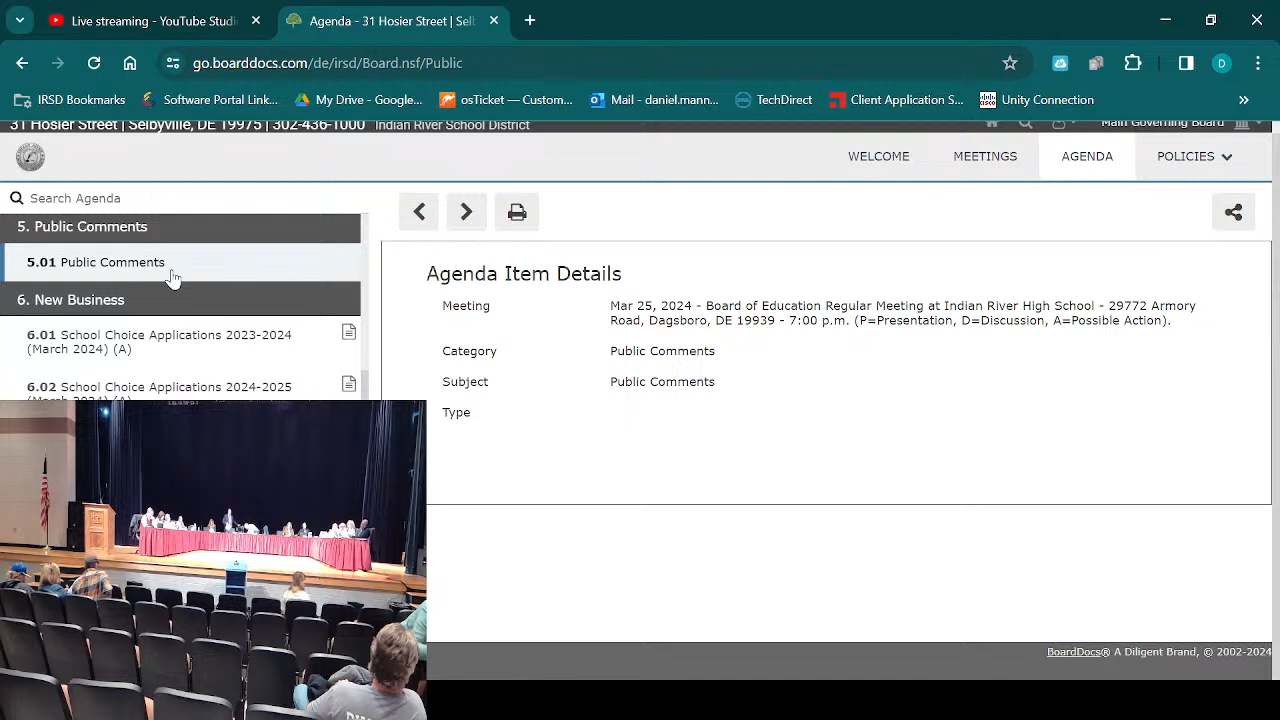 Live streaming - YouTube Studi
Agenda - 31 Hosier Street | Sel
go.boarddocs.com/de/irsd/Board.nsf/Public
D
IRSD Bookmarks
Software Portal Link...
My Drive - Google...
osTicket — Custom...
Mail - daniel.mann...
TechDirect
Client Application S...
Unity Connection
31 Hosier Street | Selbyville, DE 19975 | 302-436-1000 Indian River School District
Main Governing Board
WELCOME
MEETINGS
AGENDA
POLICIES
Search Agenda
5. Public Comments
5.01 Public Comments
6. New Business
6.01 School Choice Applications 2023-2024
(March 2024) (A)
6.02 School Choice Applications 2024-2025
(March 2024) (A)
Agenda Item Details
Meeting
Mar 25, 2024 - Board of Education Regular Meeting at Indian River High School - 29772 Armory
Road, Dagsboro, DE 19939 - 7:00 p.m. (P=Presentation, D=Discussion, A=Possible Action).
Category
Public Comments
Subject
Public Comments
Type
BoardDocs® A Diligent Brand, © 2002-2024